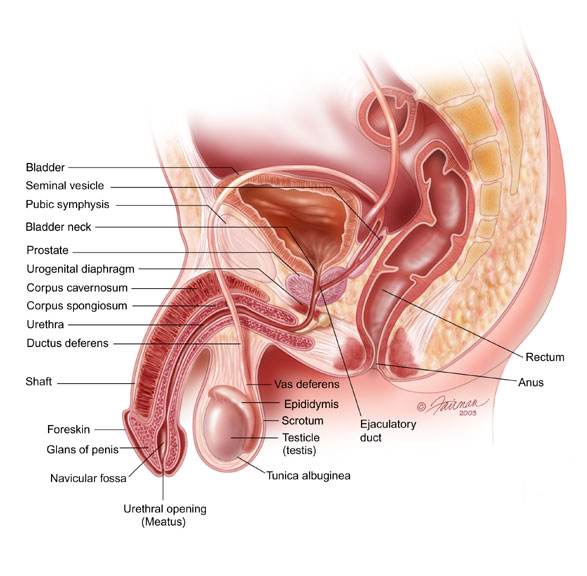 Bladder
Seminal vesicle
Pubic symphysis
Bladder neck
Prostate
Urogenital diaphragm
Corpus cavernosum
Corpus spongiosum
Urethra
Ductus deferens
Shaft
Foreskin
Glans of penis
Navicular fossa
Urethral opening
(Meatus)
Vas deferens
Epididymis
Scrotum
Testicle
(testis)
Tunica albuginea
Ejaculatory
duct
Rectum
Anus
© Fairman
2003